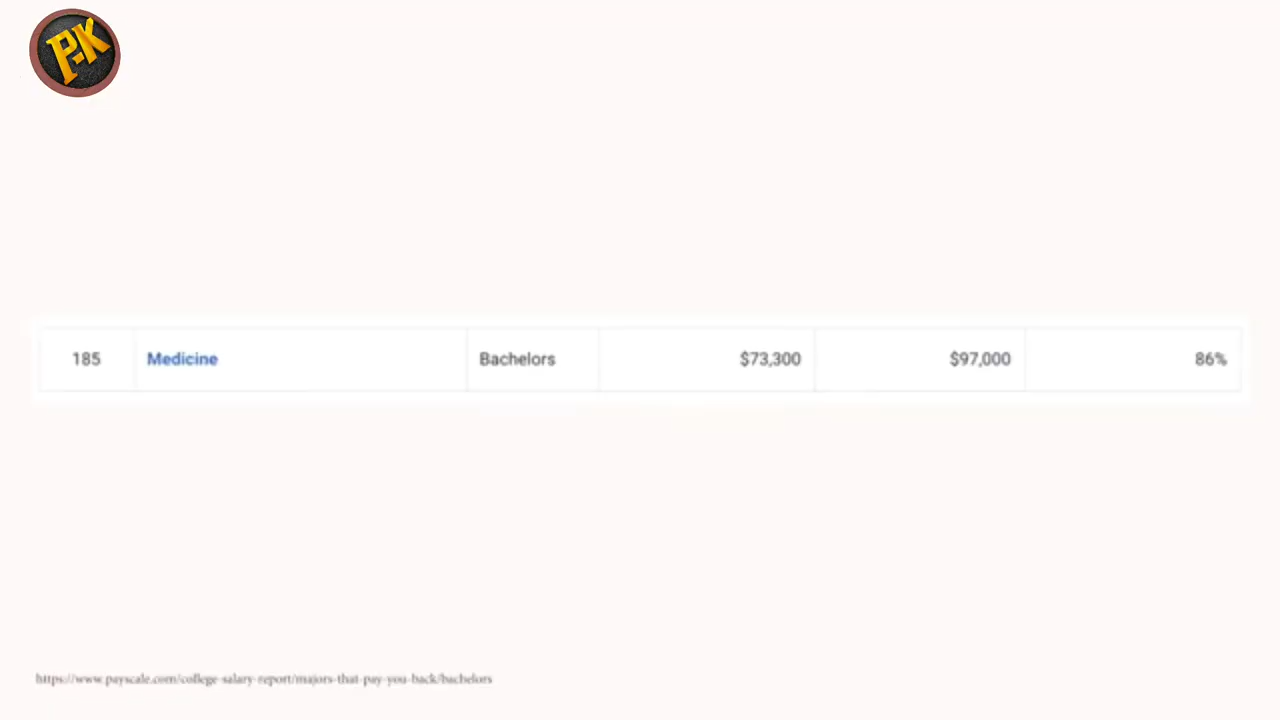 P-K
185 Medicine Bachelors $73,300 $97,000 86%
https://www.payscale.com/college-salary-report/majors-that-pay-you-back/bachelors